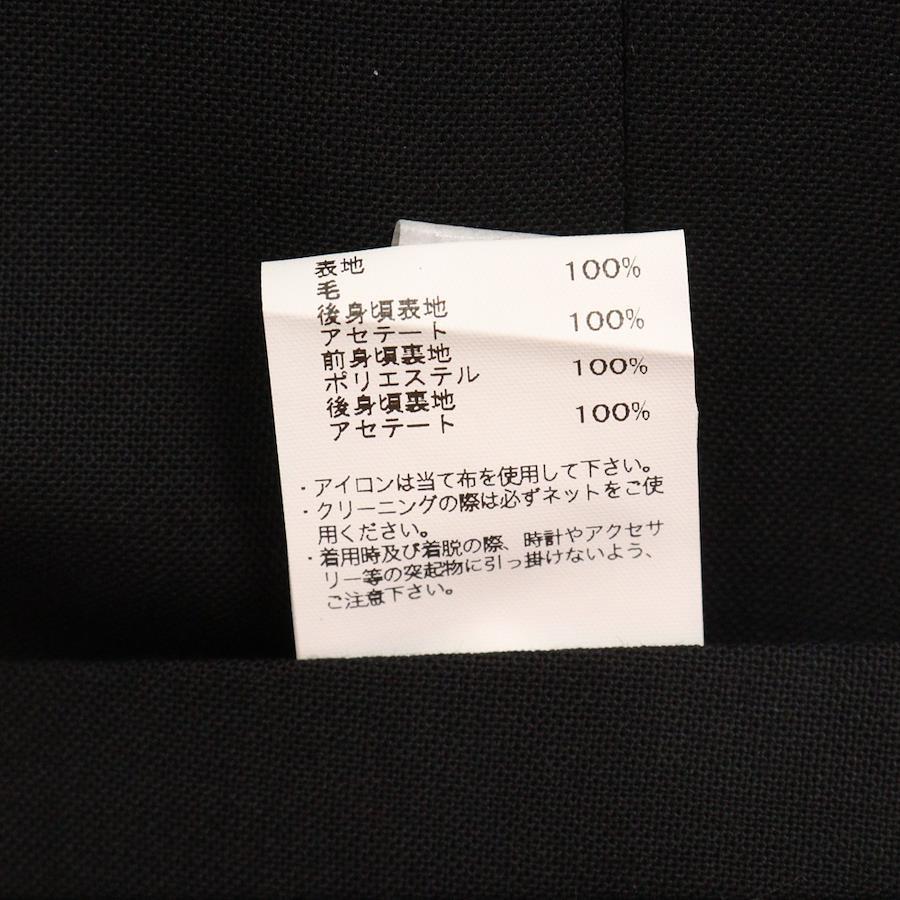 表地
毛 100%
後身頃表地
アセテート 100%
前身頃裏地
ポリエステル 100%
後身頃裏地
アセテート 100%
・アイロンは当て布を使用して下さい。
・クリーニングの際は必ずネットをご使
用ください。
・着用時及び着脱の際、時計やアクセサ
リー等の突起物に引っ掛けないよう、
ご注意下さい。